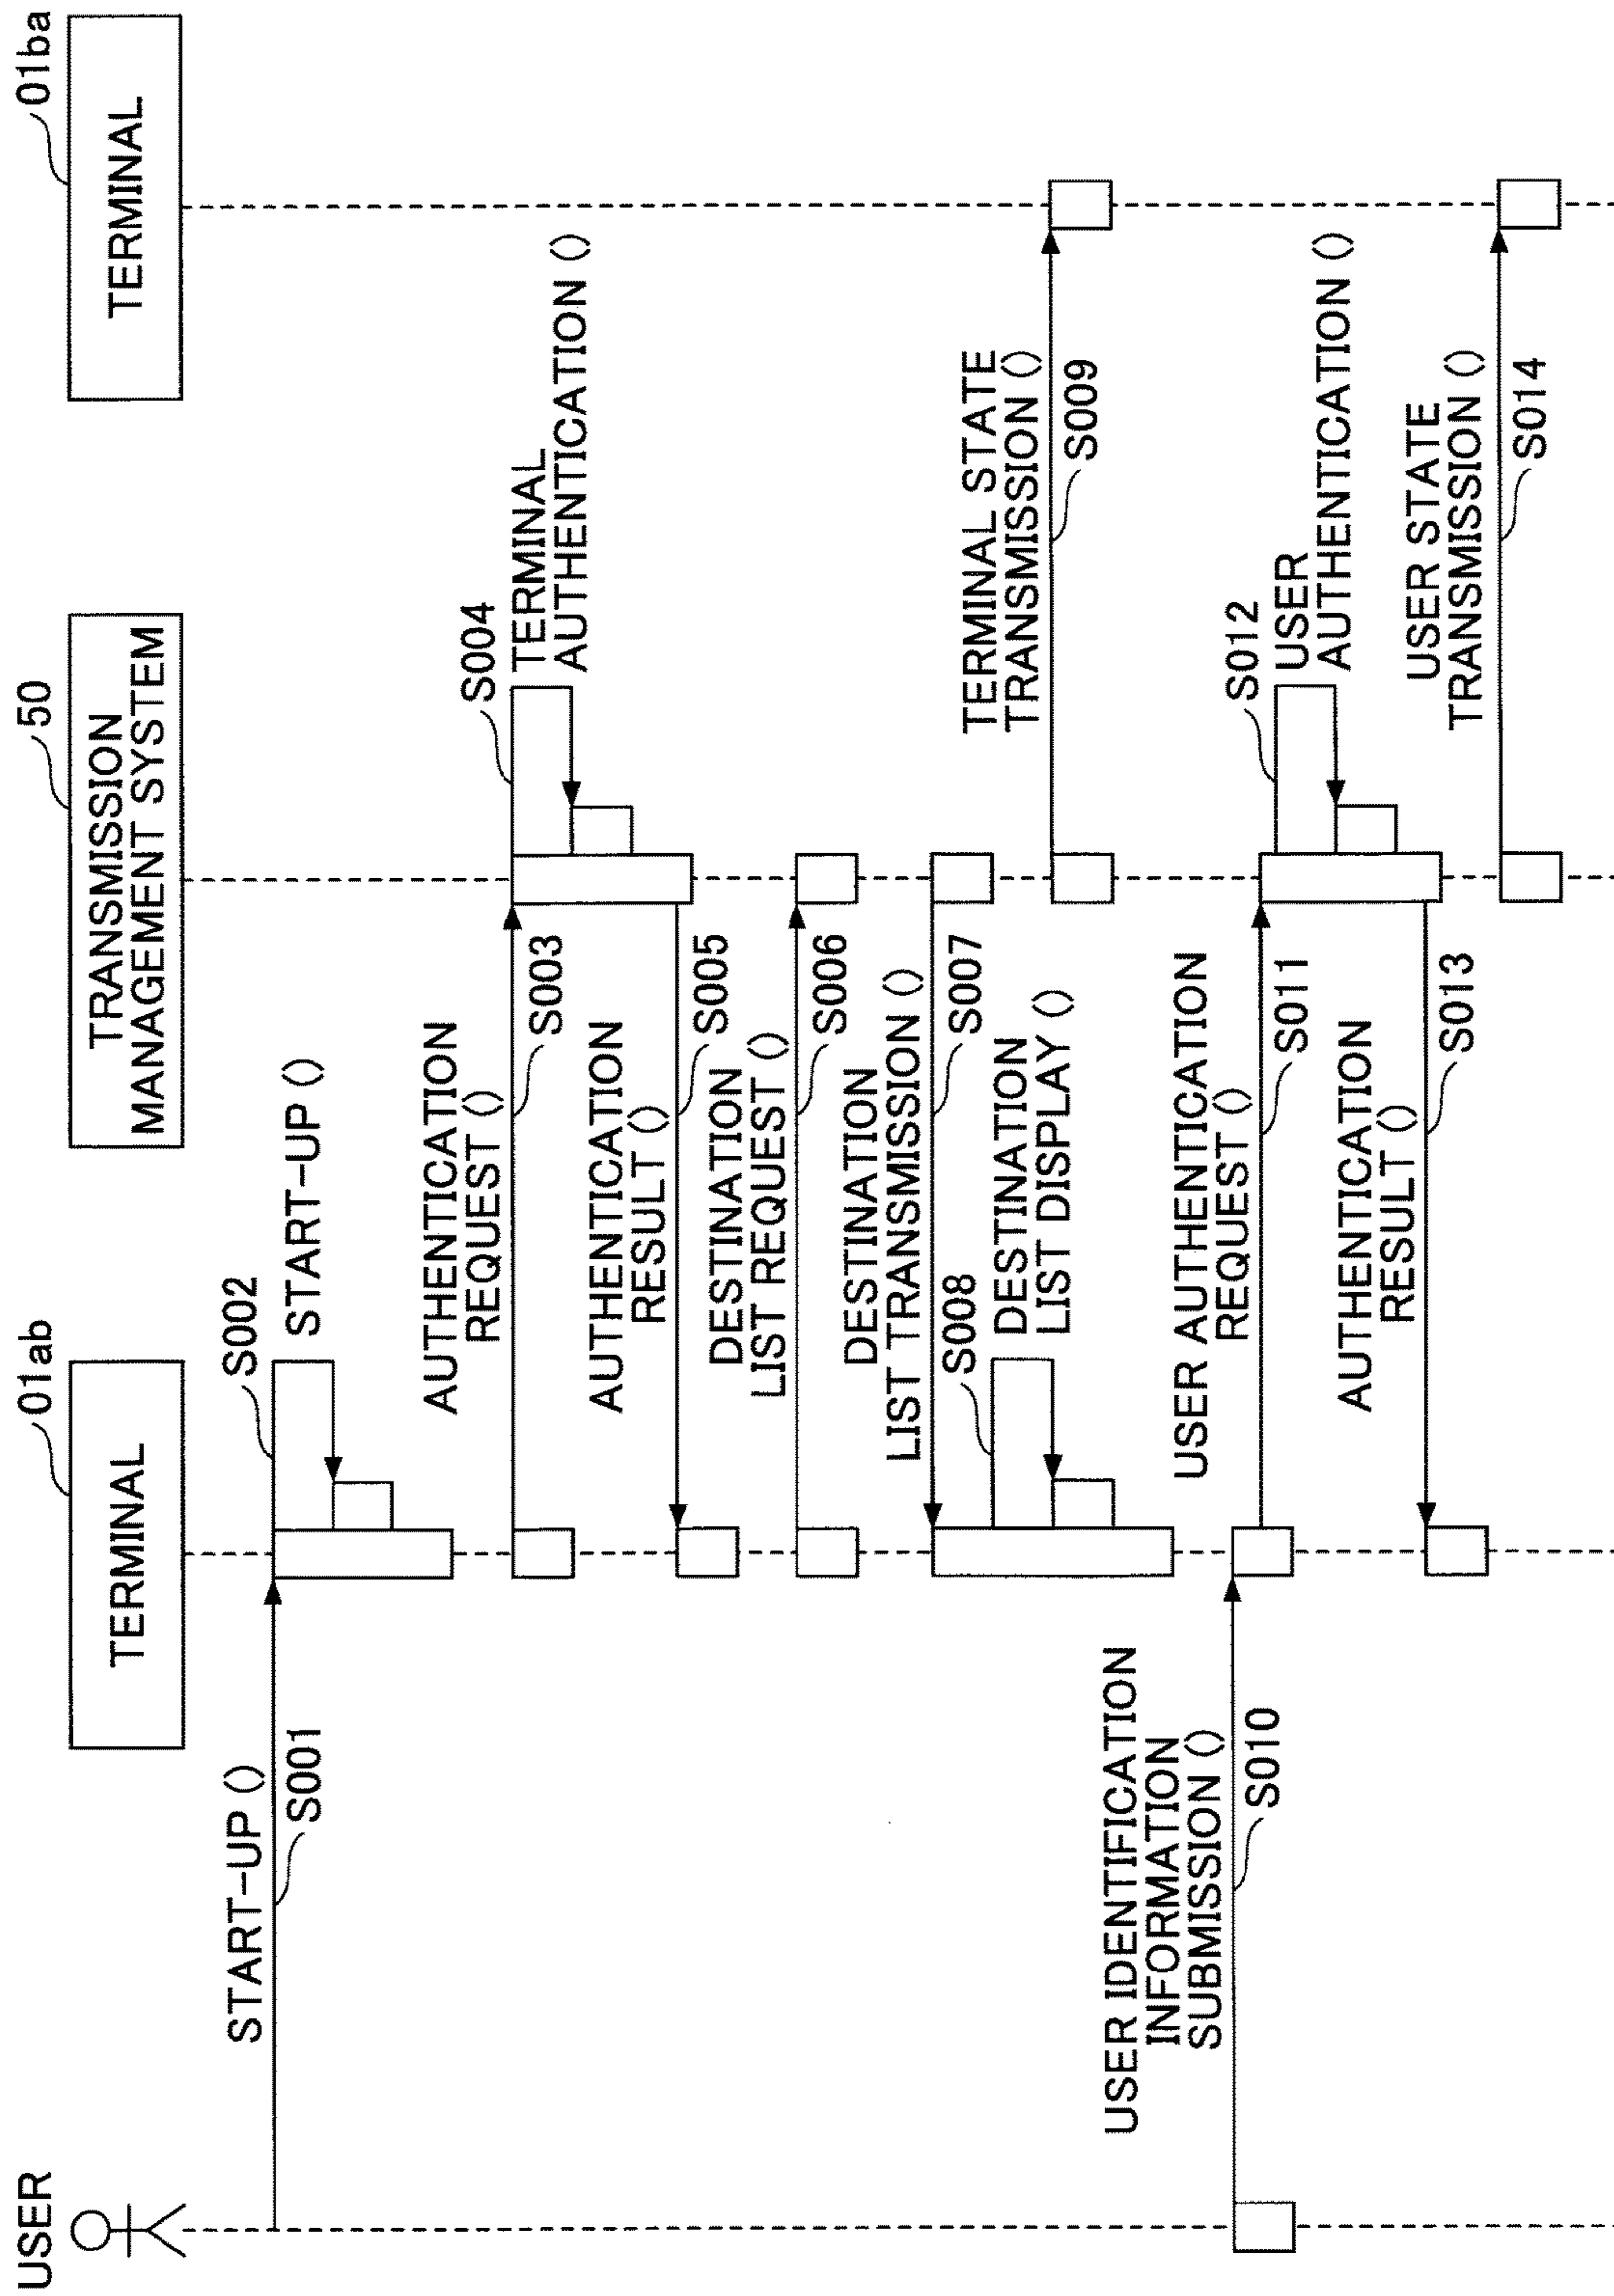 USER
01ab
TERMINAL
50
TRANSMISSION
MANAGEMENT SYSTEM
01ba
TERMINAL
START-UP ()
S001
S002
START-UP ()
AUTHENTICATION
REQUEST ()
S003
S004
TERMINAL
AUTHENTICATION ()
AUTHENTICATION
RESULT ()
S005
DESTINATION
LIST REQUEST ()
S006
DESTINATION
LIST TRANSMISSION ()
S007
S008
DESTINATION
LIST DISPLAY ()
TERMINAL STATE
TRANSMISSION ()
S009
USER IDENTIFICATION
INFORMATION
SUBMISSION ()
S010
USER AUTHENTICATION
REQUEST ()
S011
S012
USER
AUTHENTICATION ()
AUTHENTICATION
RESULT ()
S013
USER STATE
TRANSMISSION ()
S014